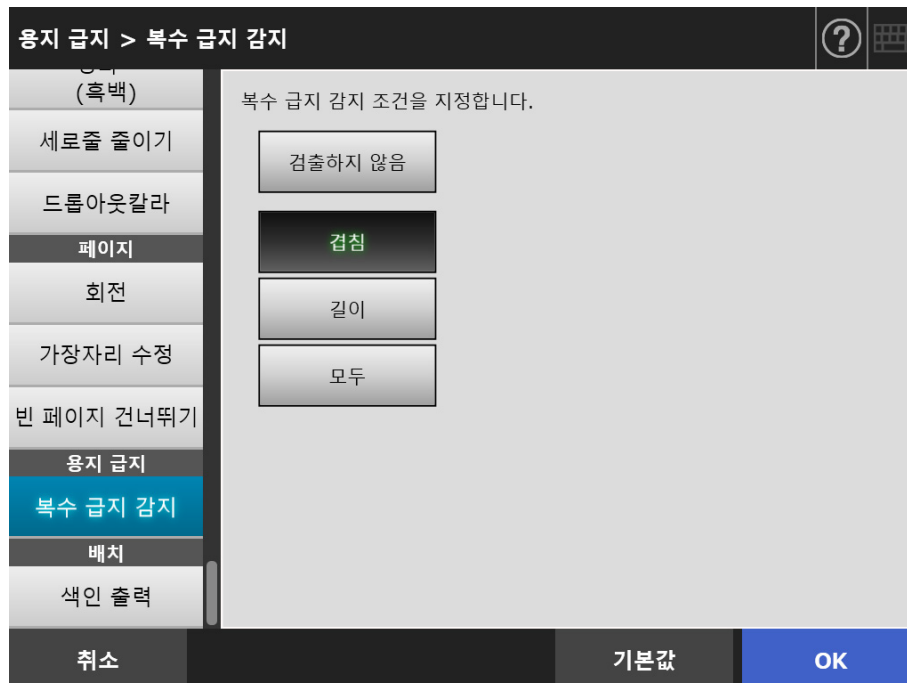 용지 급지 > 복수 급지 감지
(흑백)
세로줄 줄이기
드롭아웃칼라
페이지
회전
가장자리 수정
빈 페이지 건너뛰기
용지 급지
복수 급지 감지
배치
색인 출력
복수 급지 감지 조건을 지정합니다.
검출하지 않음
겹침
길이
모두
취소
기본값
OK